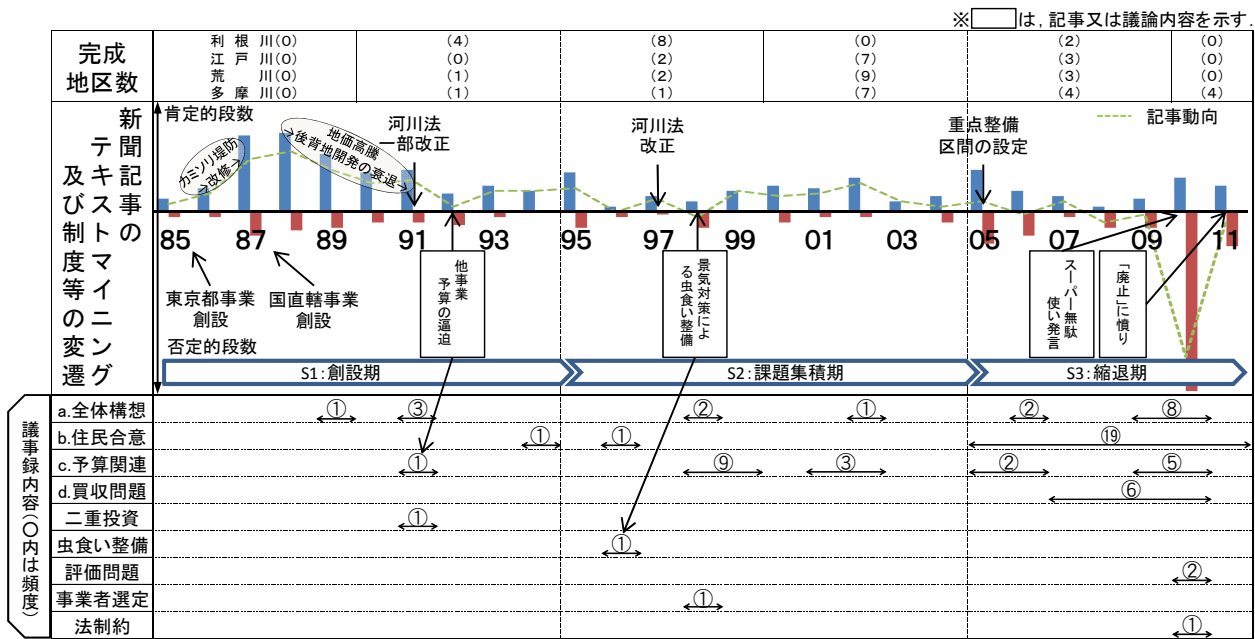 ※ は，記事又は議論内容を示す．
完成
地区数
利根川(0) (4) (8) (0) (2) (0)
江戸川(0) (0) (2) (7) (3) (0)
荒川(0) (1) (2) (9) (3) (0)
多摩川(0) (1) (1) (7) (4) (4)
新聞記事の
テキストマイニング
及び制度等の変遷
肯定的段数
カミソリ堤防
→改修→
地価高騰
→後背地開発の衰退→
河川法
一部改正
河川法
改正
重点整備
区間の設定
記事動向
85 87 89 91 93 95 97 99 01 03 05 07 09 11
東京都事業
創設
国直轄事業
創設
他事業
予算の逼迫
景気対策によ
る虫食い整備
スーパー無駄
使い発言
「廃止」に憤り
否定的段数
S1：創設期 S2：課題集積期 S3：縮退期
議事録内容(〇内は頻度)
a.全体構想 ① ③ ② ① ② ⑧
b.住民合意 ① ① ⑲
c.予算関連 ① ⑨ ③ ② ⑤
d.買収問題 ⑥
二重投資 ①
虫食い整備 ①
評価問題 ②
事業者選定 ①
法制約 ①